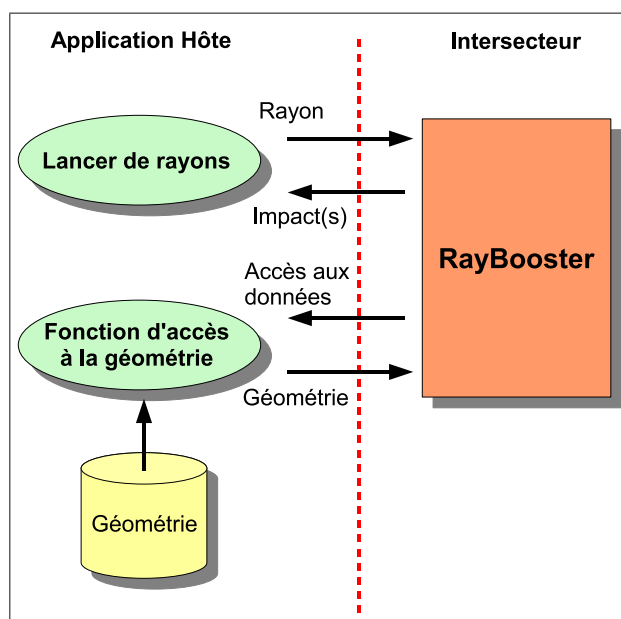 Application Hôte
Intersecteur
Rayon
Lancer de rayons
Impact(s)
RayBooster
Accès aux
données
Fonction d'accès
à la géométrie
Géométrie
Géométrie